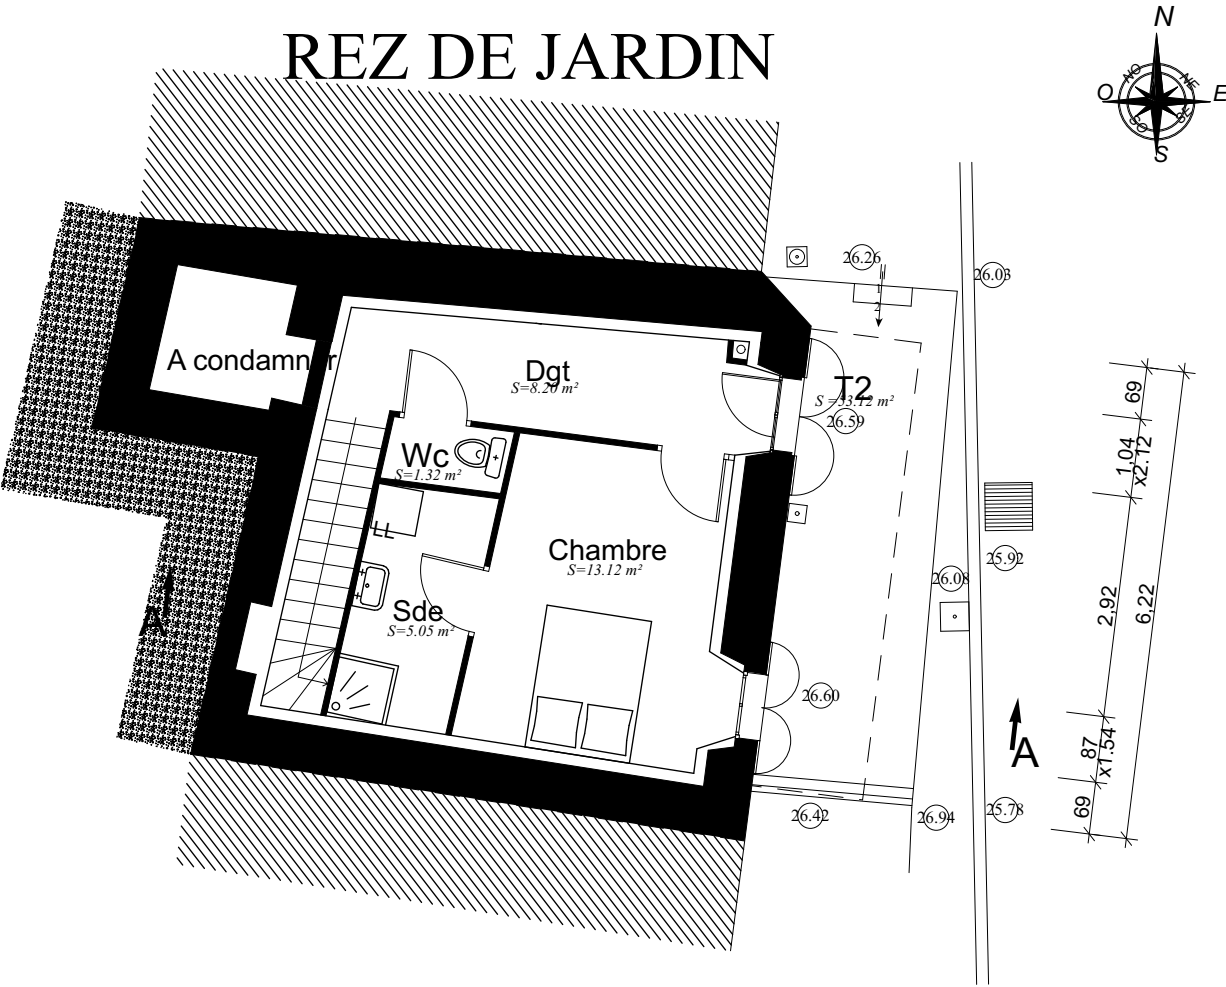 REZ DE JARDIN
N
NO
NE
O
E
SO
SE
S
26.26
26.03
1
2
A condamner
Dgt
S=8.20 m²
T2
S =33.12 m²
26.59
69
1,04
x2.12
Wc
S=1.32 m²
LL
Chambre
S=13.12 m²
25.92
26.08
2,92
6,22
Sde
S=5.05 m²
A
26.60
A
87
x1.54
69
26.42
26.94
25.78